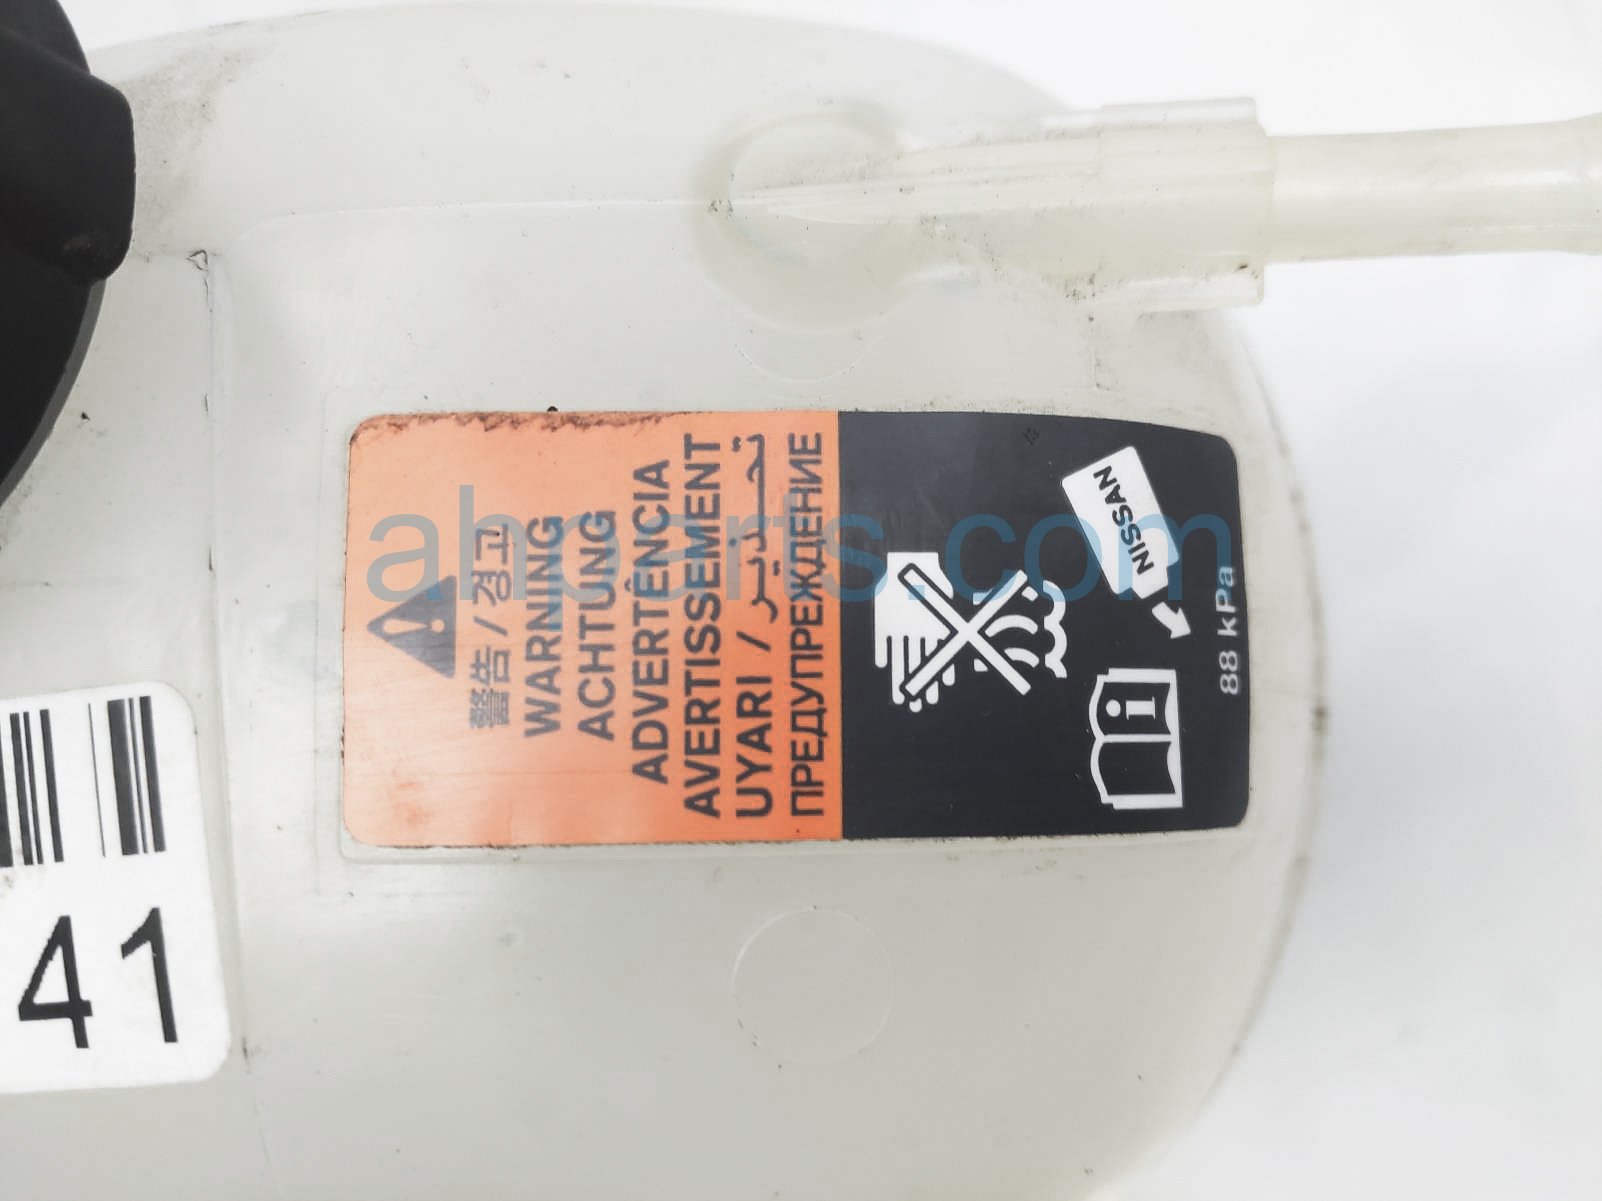 警告 / 경고
WARNING
ACHTUNG
ADVERTÊNCIA
AVERTISSEMENT
UYARI / تحذير
ПРЕДУПРЕЖДЕНИЕ
NISSAN
i
88 kPa
41
ahparts.com